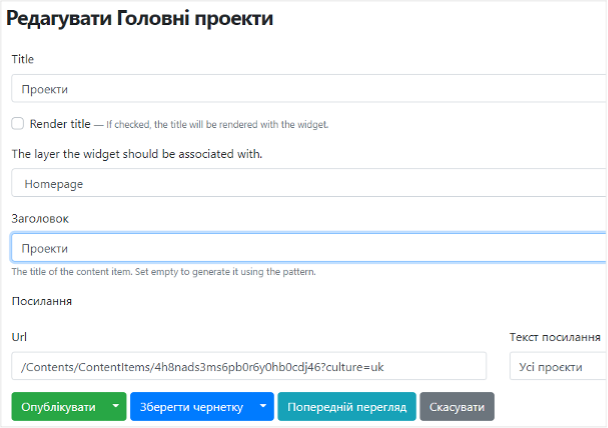 Редагувати Головні проекти
Title
Проекти
Render title — If checked, the title will be rendered with the widget.
The layer the widget should be associated with.
Homepage
Заголовок
Проекти
The title of the content item. Set empty to generate it using the pattern.
Посилання
Url Текст посилання
/Contents/ContentItems/4h8nads3ms6pb0r6y0hb0cdj46?culture=uk Усі проєкти
Опублікувати Зберегти чернетку Попередній перегляд Скасувати